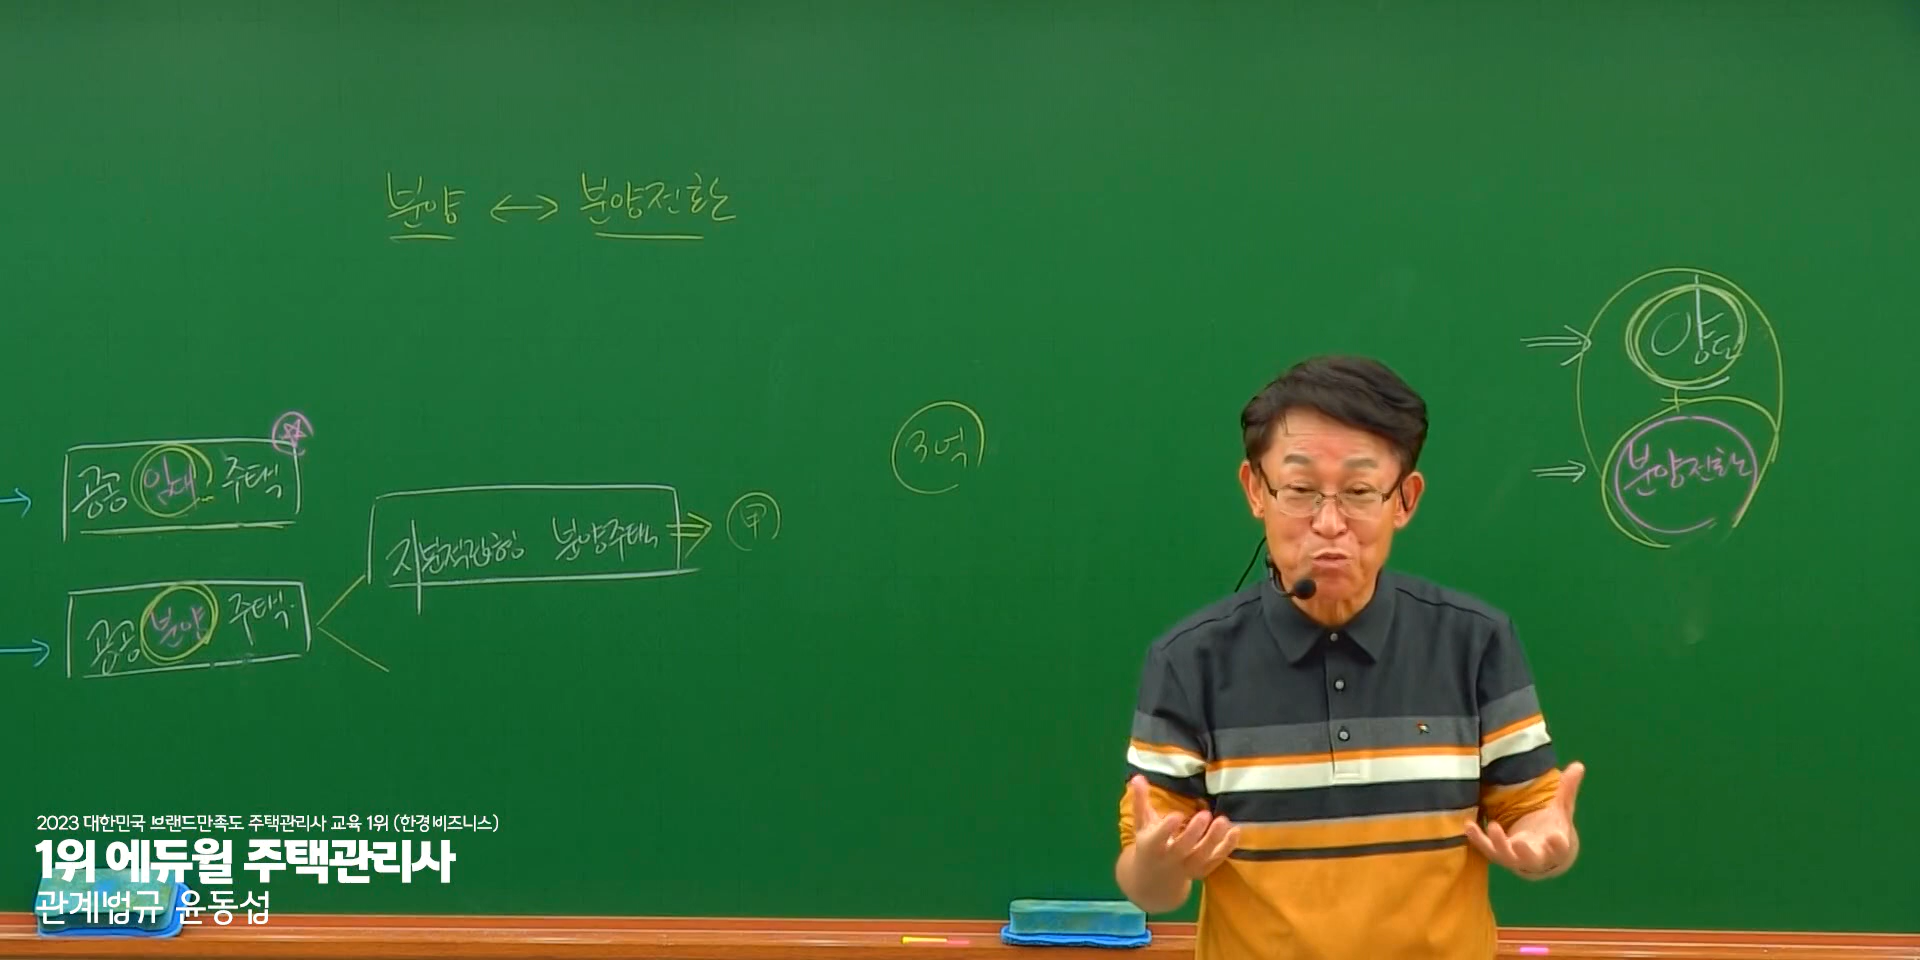 분양 ↔ 분양전환
양도
+
분양전환
3억
공공 임대 주택
지분적립형 분양주택 ⇒ 甲
공공 분양 주택
2023 대한민국 브랜드만족도 주택관리사 교육 1위 (한경비즈니스)
1위 에듀윌 주택관리사
관계법규 윤동섭